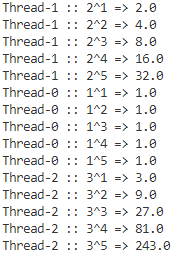 Thread-1 :: 2^1 => 2.0
Thread-1 :: 2^2 => 4.0
Thread-1 :: 2^3 => 8.0
Thread-1 :: 2^4 => 16.0
Thread-1 :: 2^5 => 32.0
Thread-0 :: 1^1 => 1.0
Thread-0 :: 1^2 => 1.0
Thread-0 :: 1^3 => 1.0
Thread-0 :: 1^4 => 1.0
Thread-0 :: 1^5 => 1.0
Thread-2 :: 3^1 => 3.0
Thread-2 :: 3^2 => 9.0
Thread-2 :: 3^3 => 27.0
Thread-2 :: 3^4 => 81.0
Thread-2 :: 3^5 => 243.0